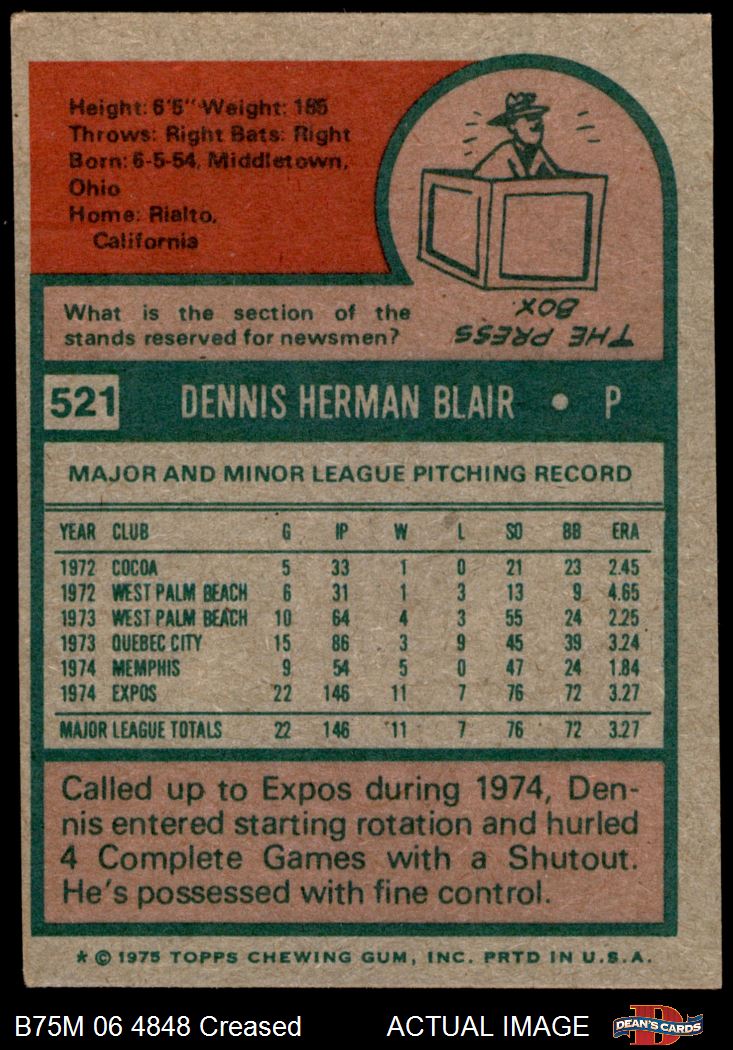 Height: 6'5" Weight: 185
Throws: Right Bats: Right
Born: 6-5-54, Middletown,
Ohio
Home: Rialto,
California
What is the section of the
stands reserved for newsmen?
THE PRESS
BOX.
521 DENNIS HERMAN BLAIR • P
MAJOR AND MINOR LEAGUE PITCHING RECORD
YEAR CLUB G IP W L SO BB ERA
1972 COCOA 5 33 1 0 21 23 2.45
1972 WEST PALM BEACH 6 31 1 3 13 9 4.65
1973 WEST PALM BEACH 10 64 4 3 55 24 2.25
1973 QUEBEC CITY 15 86 3 9 45 39 3.24
1974 MEMPHIS 9 54 5 0 47 24 1.84
1974 EXPOS 22 146 11 7 76 72 3.27
MAJOR LEAGUE TOTALS 22 146 11 7 76 72 3.27
Called up to Expos during 1974, Den-
nis entered starting rotation and hurled
4 Complete Games with a Shutout.
He's possessed with fine control.
* © 1975 TOPPS CHEWING GUM, INC. PRTD IN U.S.A.
B75M 06 4848 Creased ACTUAL IMAGE DEAN'S CARDS